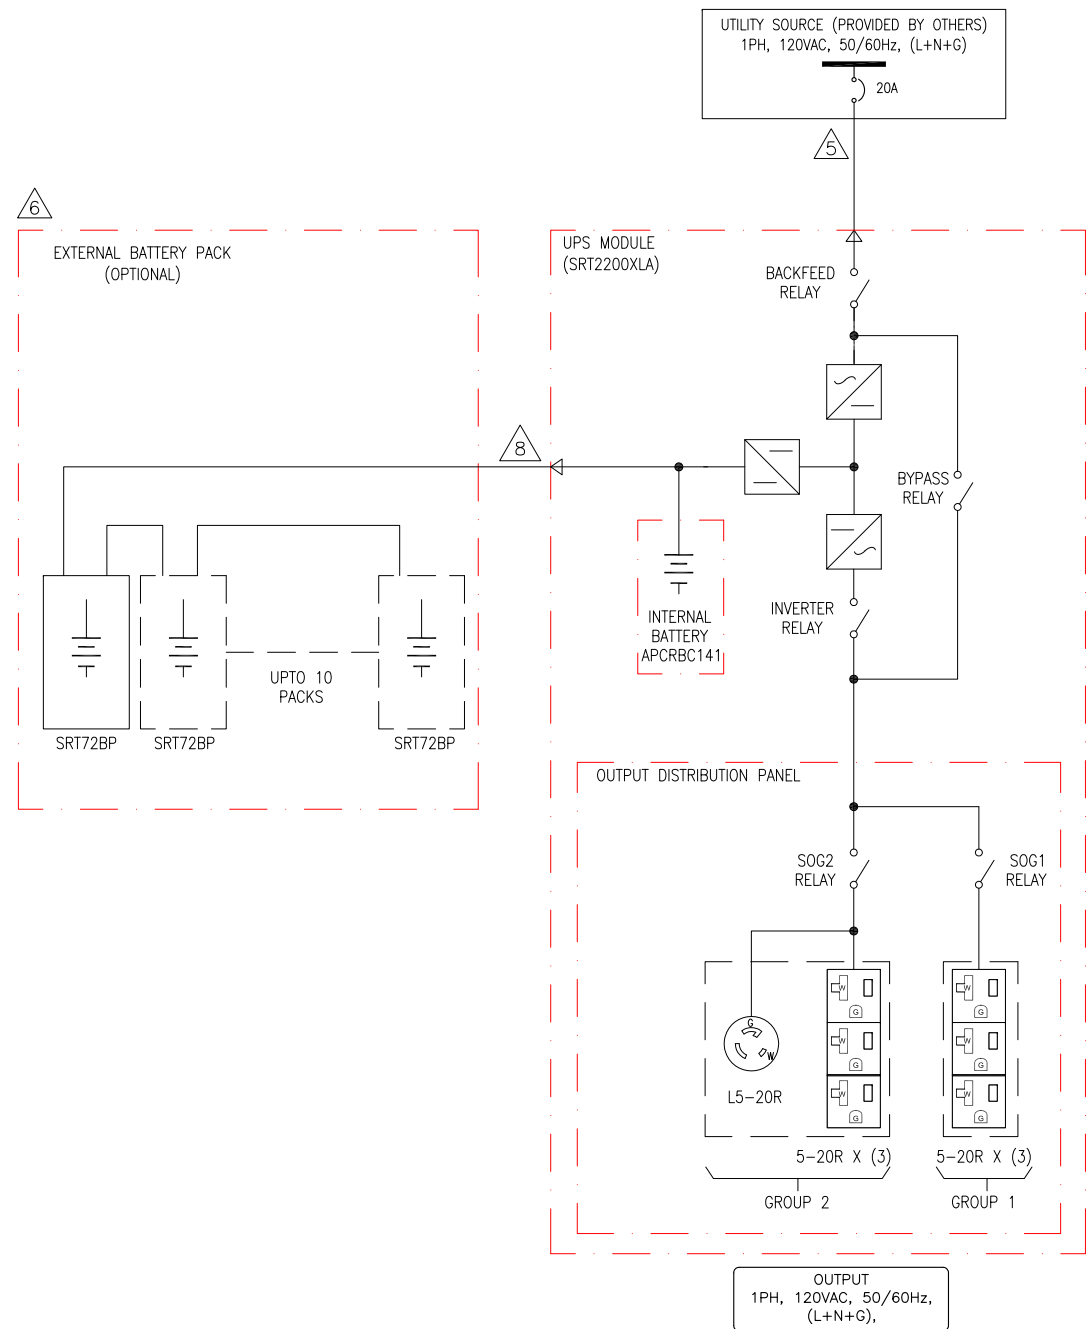 UTILITY SOURCE (PROVIDED BY OTHERS)
1PH, 120VAC, 50/60Hz, (L+N+G)
20A
5
6
EXTERNAL BATTERY PACK
(OPTIONAL)
UPS MODULE
(SRT2200XLA)
BACKFEED
RELAY
8
BYPASS
RELAY
INTERNAL
BATTERY
APCRBC141
INVERTER
RELAY
UPTO 10
PACKS
SRT72BP
SRT72BP
SRT72BP
OUTPUT DISTRIBUTION PANEL
SOG2
RELAY
SOG1
RELAY
W
G
W
G
G
W
W
G
W
G
L5-20R
W
G
W
G
5-20R X (3)
5-20R X (3)
GROUP 2
GROUP 1
OUTPUT
1PH, 120VAC, 50/60Hz,
(L+N+G),